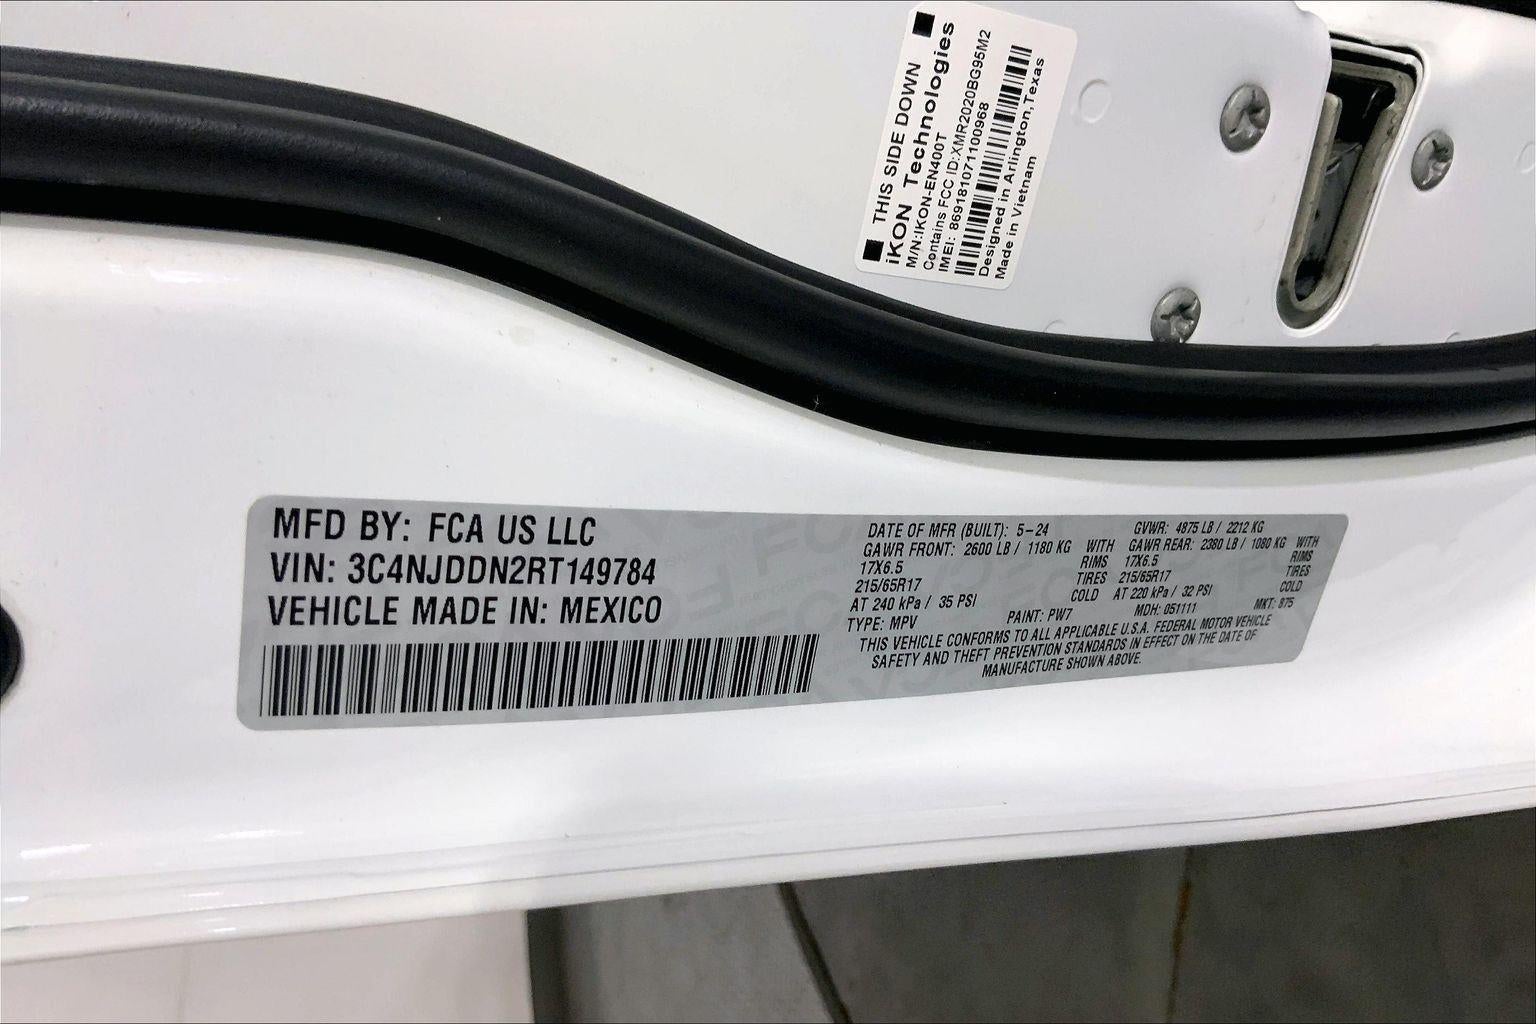 THIS SIDE DOWN
iKON Technologies
M/N:IKON-EN400T
Contains FCC ID:XMR2020BG95M2
IMEI: 869181071100968
Designed in Arlington,Texas
Made in Vietnam
MFD BY: FCA US LLC
VIN: 3C4NJDDN2RT149784
VEHICLE MADE IN: MEXICO
DATE OF MFR (BUILT): 5-24 GVWR: 4875 LB / 2212 KG
GAWR FRONT: 2600 LB / 1180 KG WITH GAWR REAR: 2380 LB / 1080 KG WITH
17X6.5 RIMS 17X6.5 RIMS
215/65R17 TIRES 215/65R17 TIRES
AT 240 kPa / 35 PSI COLD AT 220 kPa / 32 PSI COLD
TYPE: MPV PAINT: PW7 MDH: 051111 MKT: 875
THIS VEHICLE CONFORMS TO ALL APPLICABLE U.S.A. FEDERAL MOTOR VEHICLE
SAFETY AND THEFT PREVENTION STANDARDS IN EFFECT ON THE DATE OF
MANUFACTURE SHOWN ABOVE.